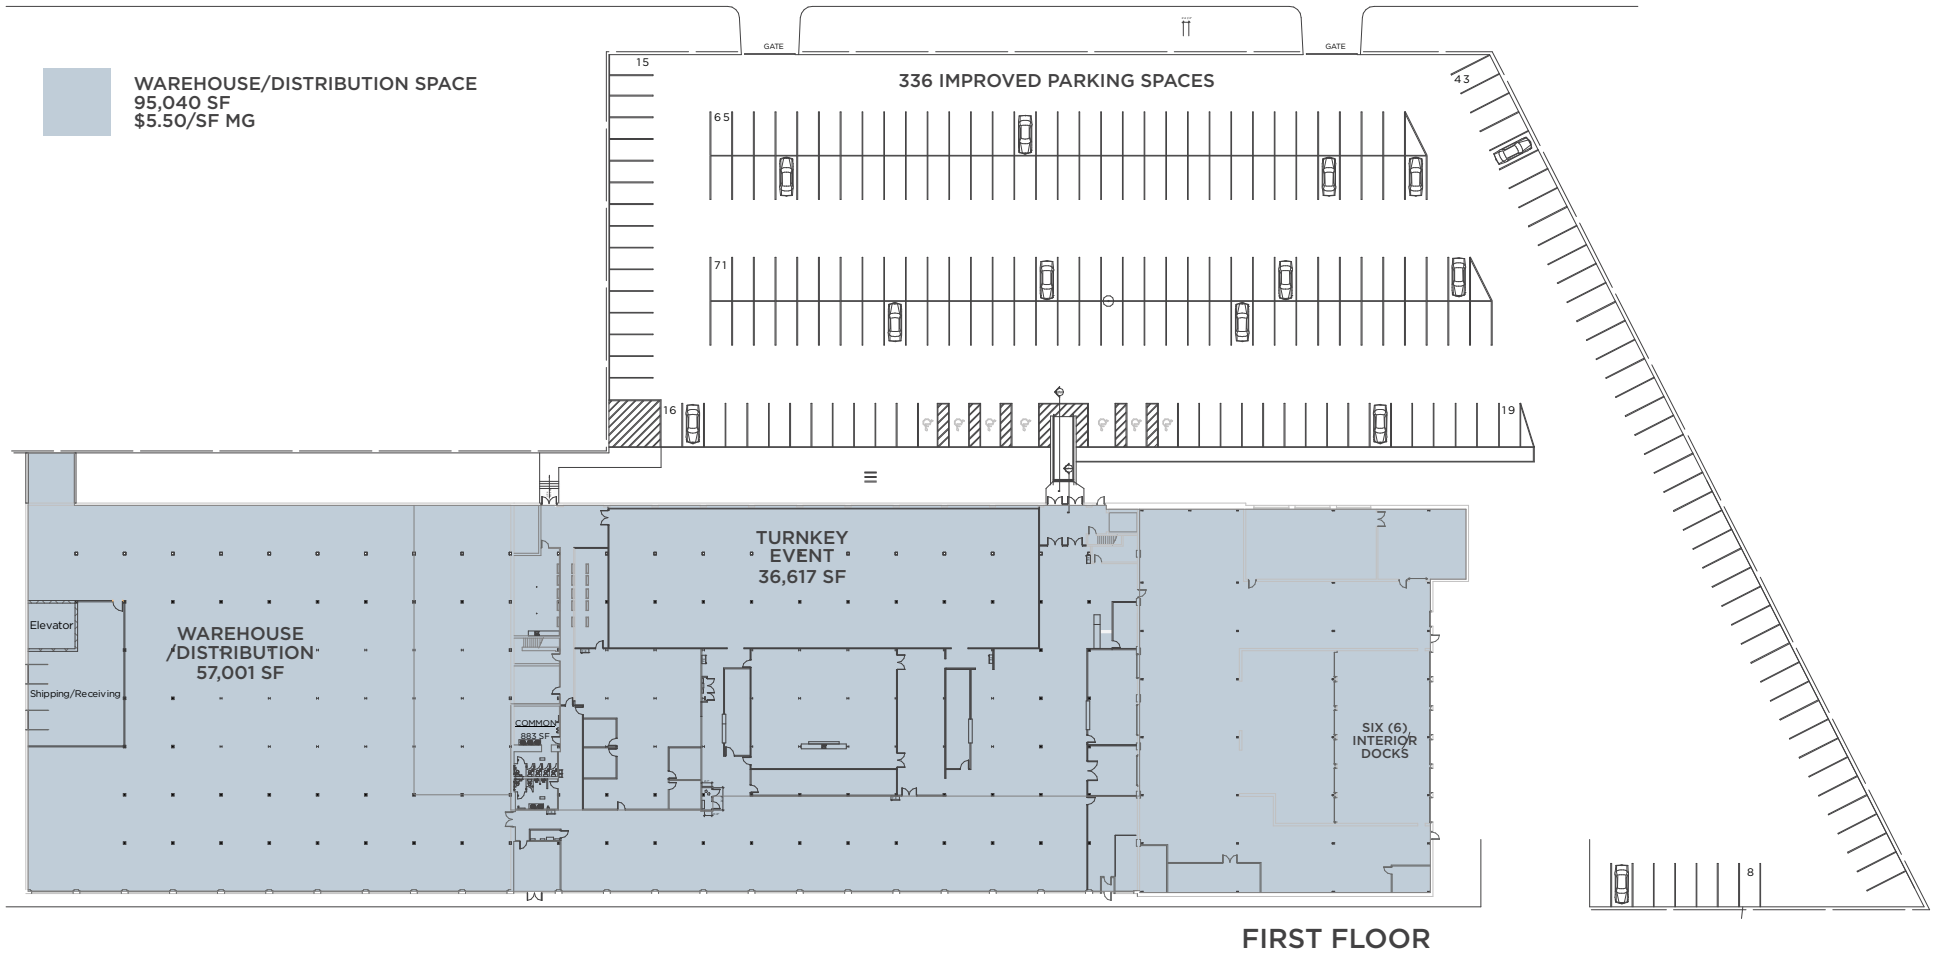 GATE
GATE
15
336 IMPROVED PARKING SPACES
43
WAREHOUSE/DISTRIBUTION SPACE
95,040 SF
$5.50/SF MG
65
71
16
19
TURNKEY
EVENT
36,617 SF
Elevator
WAREHOUSE
/DISTRIBUTION
57,001 SF
Shipping/Receiving
COMMON
883 SF
SIX (6)
INTERIOR
DOCKS
8
FIRST FLOOR